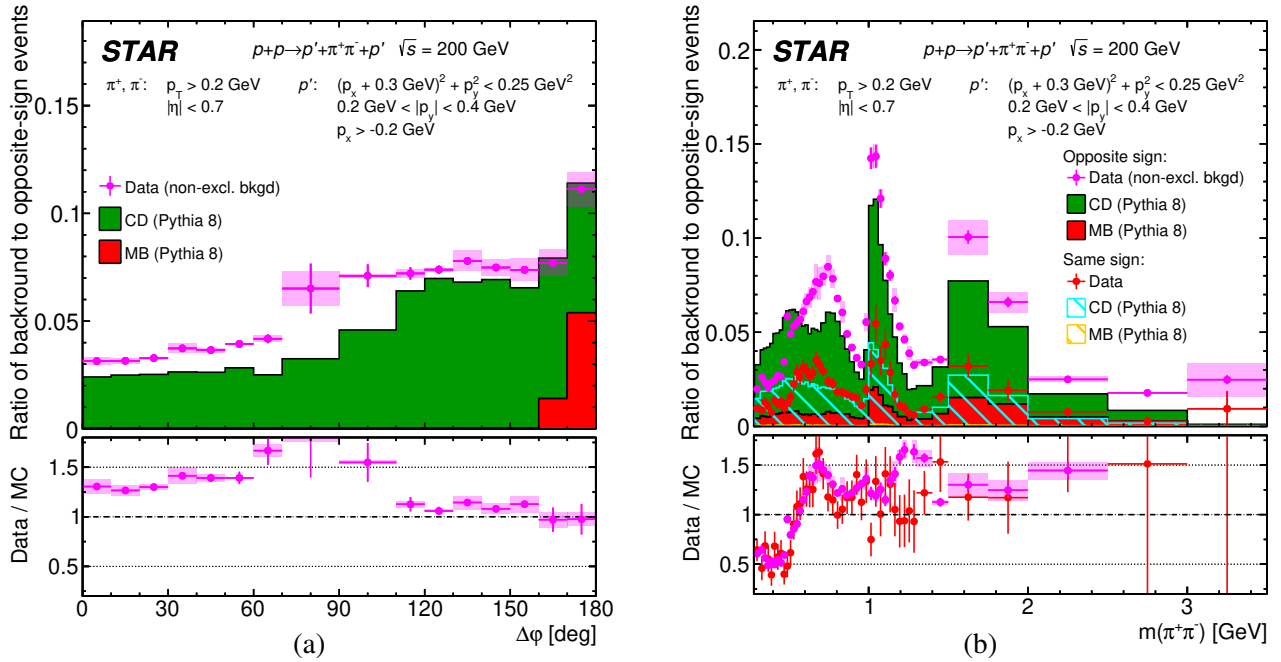 STAR
p+p→p′+π⁺π⁻+p′ √s = 200 GeV
π⁺, π⁻: p_T > 0.2 GeV
|η| < 0.7
p′: (p_x + 0.3 GeV)² + p_y² < 0.25 GeV²
0.2 GeV < |p_y| < 0.4 GeV
p_x > -0.2 GeV
Data (non-excl. bkgd)
CD (Pythia 8)
MB (Pythia 8)
Ratio of backround to opposite-sign events
0.15
0.1
0.05
0
Data / MC
1.5
1
0.5
0 30 60 90 120 150 180
Δφ [deg]
(a)
STAR
p+p→p′+π⁺π⁻+p′ √s = 200 GeV
π⁺, π⁻: p_T > 0.2 GeV
|η| < 0.7
p′: (p_x + 0.3 GeV)² + p_y² < 0.25 GeV²
0.2 GeV < |p_y| < 0.4 GeV
p_x > -0.2 GeV
Opposite sign:
Data (non-excl. bkgd)
CD (Pythia 8)
MB (Pythia 8)
Same sign:
Data
CD (Pythia 8)
MB (Pythia 8)
Ratio of backround to opposite-sign events
0.2
0.15
0.1
0.05
0
Data / MC
1.5
1
0.5
1 2 3
m(π⁺π⁻) [GeV]
(b)